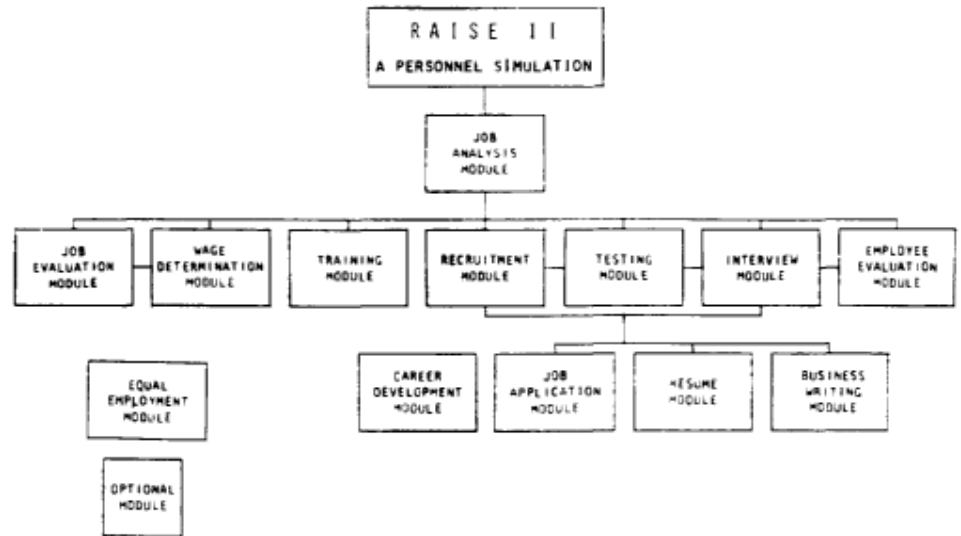 RAISE II
A PERSONNEL SIMULATION
JOB
ANALYSIS
MODULE
JOB
EVALUATION
MODULE
WAGE
DETERMINATION
MODULE
TRAINING
MODULE
RECRUITMENT
MODULE
TESTING
MODULE
INTERVIEW
MODULE
EMPLOYEE
EVALUATION
MODULE
EQUAL
EMPLOYMENT
MODULE
CAREER
DEVELOPMENT
MODULE
JOB
APPLICATION
MODULE
RESUME
MODULE
BUSINESS
WRITING
MODULE
OPTIONAL
MODULE